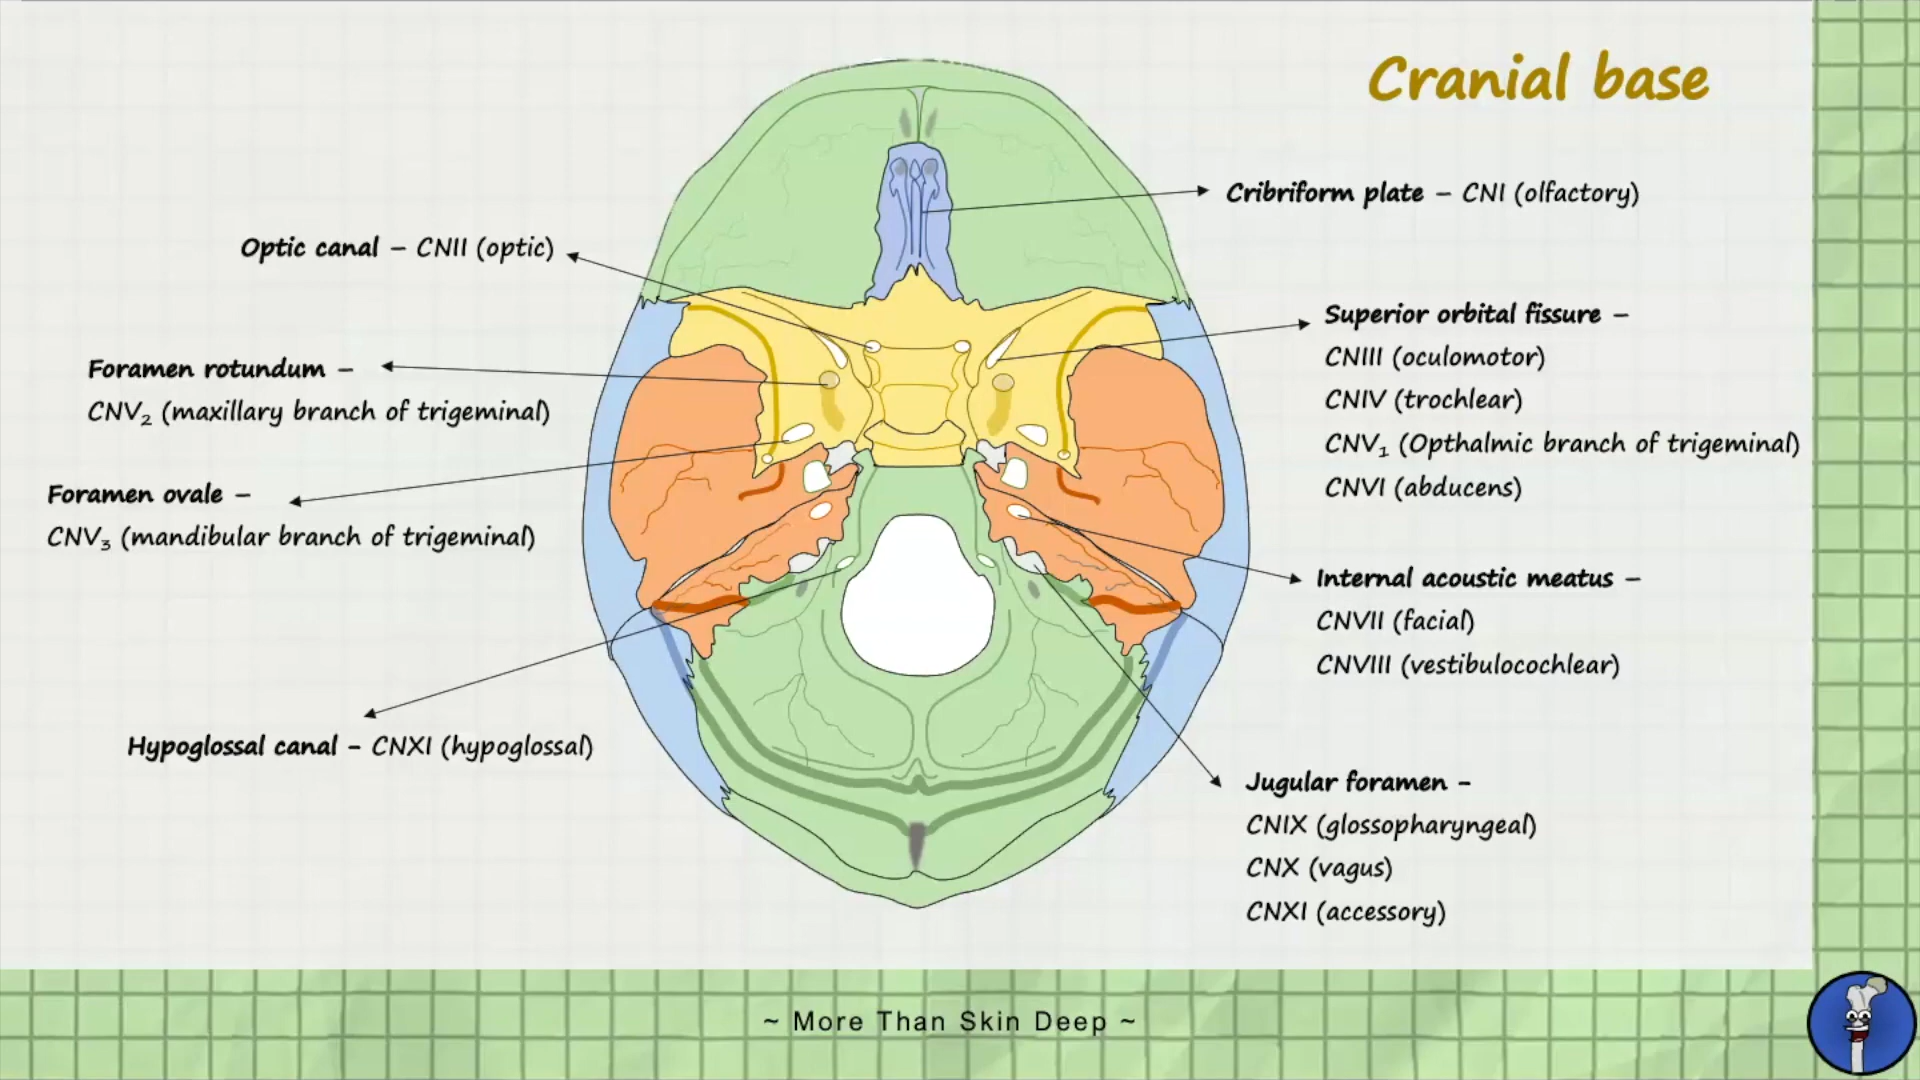 Cranial base
Cribriform plate – CNI (olfactory)
Optic canal – CNII (optic)
Superior orbital fissure –
CNIII (oculomotor)
CNIV (trochlear)
CNV₁ (Opthalmic branch of trigeminal)
CNVI (abducens)
Foramen rotundum –
CNV₂ (maxillary branch of trigeminal)
Foramen ovale –
CNV₃ (mandibular branch of trigeminal)
Internal acoustic meatus –
CNVII (facial)
CNVIII (vestibulocochlear)
Hypoglossal canal – CNXI (hypoglossal)
Jugular foramen –
CNIX (glossopharyngeal)
CNX (vagus)
CNXI (accessory)
~ More Than Skin Deep ~